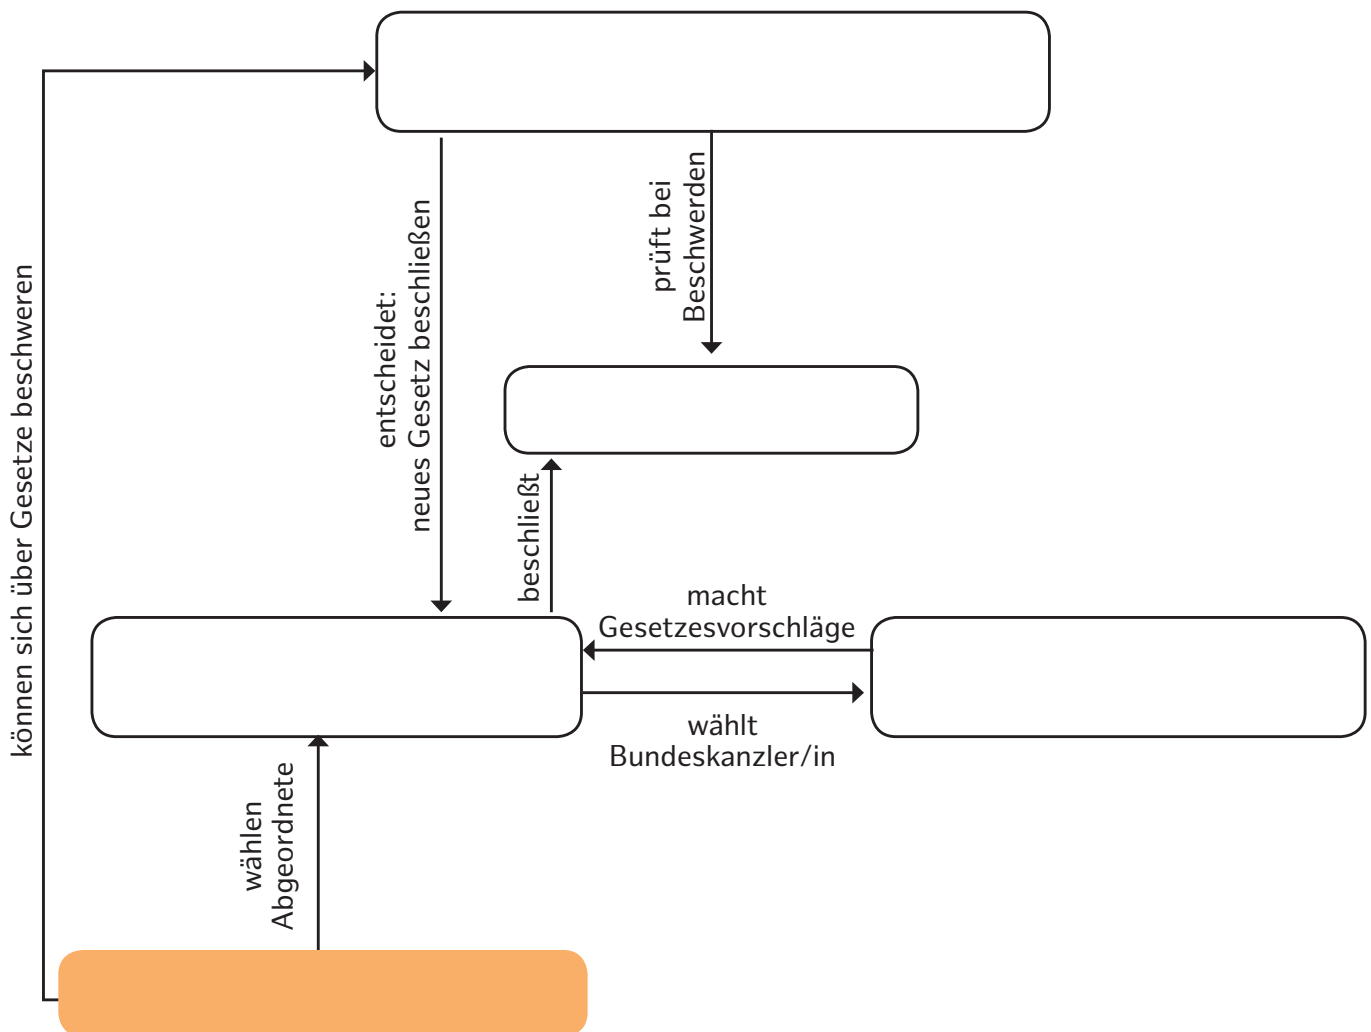 können sich über Gesetze beschweren
entscheidet:
neues Gesetz beschließen
prüft bei
Beschwerden
beschließt
macht
Gesetzesvorschläge
wählt
Bundeskanzler/in
wählen
Abgeordnete